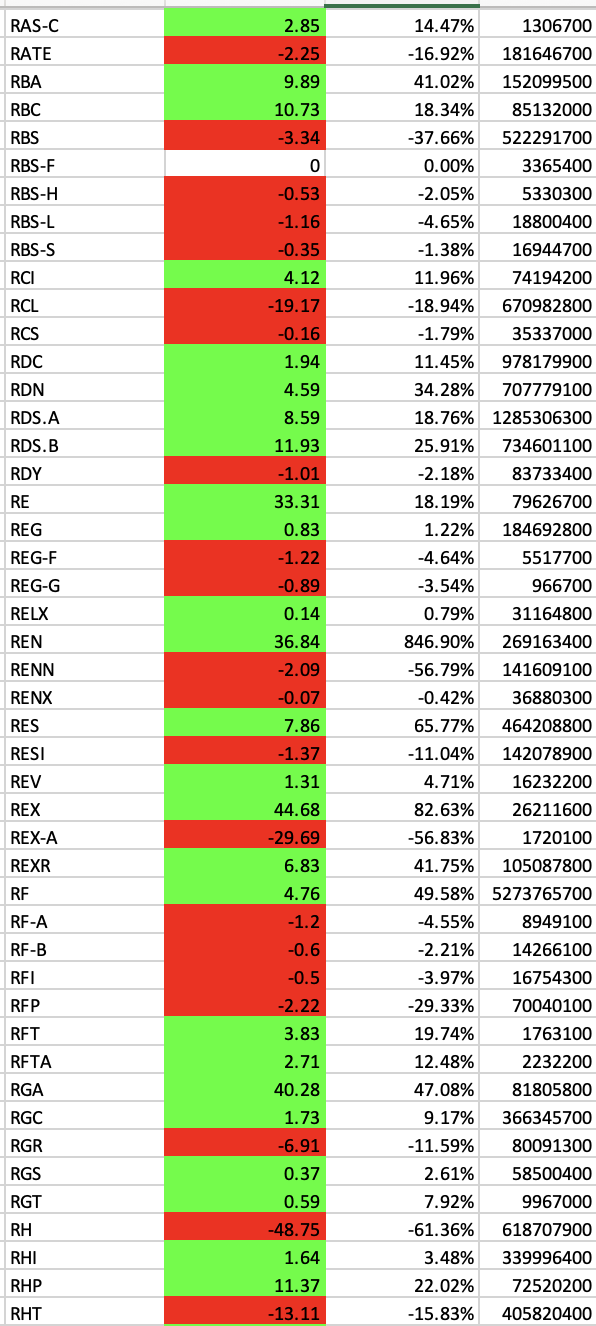 RAS-C 2.85 14.47% 1306700
RATE -2.25 -16.92% 181646700
RBA 9.89 41.02% 152099500
RBC 10.73 18.34% 85132000
RBS -3.34 -37.66% 522291700
RBS-F 0 0.00% 3365400
RBS-H -0.53 -2.05% 5330300
RBS-L -1.16 -4.65% 18800400
RBS-S -0.35 -1.38% 16944700
RCI 4.12 11.96% 74194200
RCL -19.17 -18.94% 670982800
RCS -0.16 -1.79% 35337000
RDC 1.94 11.45% 978179900
RDN 4.59 34.28% 707779100
RDS.A 8.59 18.76% 1285306300
RDS.B 11.93 25.91% 734601100
RDY -1.01 -2.18% 83733400
RE 33.31 18.19% 79626700
REG 0.83 1.22% 184692800
REG-F -1.22 -4.64% 5517700
REG-G -0.89 -3.54% 966700
RELX 0.14 0.79% 31164800
REN 36.84 846.90% 269163400
RENN -2.09 -56.79% 141609100
RENX -0.07 -0.42% 36880300
RES 7.86 65.77% 464208800
RESI -1.37 -11.04% 142078900
REV 1.31 4.71% 16232200
REX 44.68 82.63% 26211600
REX-A -29.69 -56.83% 1720100
REXR 6.83 41.75% 105087800
RF 4.76 49.58% 5273765700
RF-A -1.2 -4.55% 8949100
RF-B -0.6 -2.21% 14266100
RFI -0.5 -3.97% 16754300
RFP -2.22 -29.33% 70040100
RFT 3.83 19.74% 1763100
RFTA 2.71 12.48% 2232200
RGA 40.28 47.08% 81805800
RGC 1.73 9.17% 366345700
RGR -6.91 -11.59% 80091300
RGS 0.37 2.61% 58500400
RGT 0.59 7.92% 9967000
RH -48.75 -61.36% 618707900
RHI 1.64 3.48% 339996400
RHP 11.37 22.02% 72520200
RHT -13.11 -15.83% 405820400